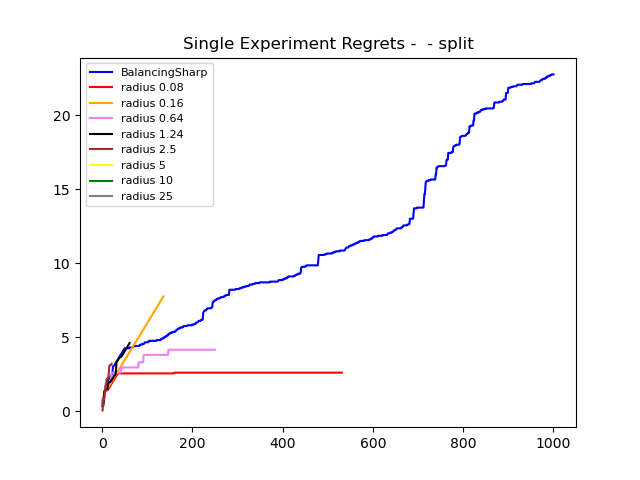 Single Experiment Regrets -  - split
BalancingSharp
radius 0.08
radius 0.16
radius 0.64
radius 1.24
radius 2.5
radius 5
radius 10
radius 25
20
15
10
5
0
0 200 400 600 800 1000